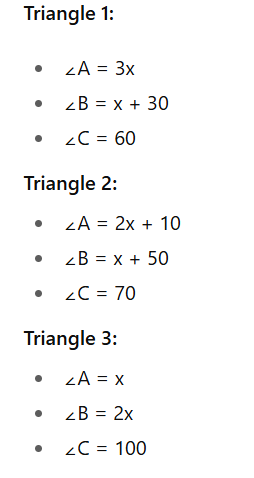 Triangle 1:
• ∠A = 3x
• ∠B = x + 30
• ∠C = 60
Triangle 2:
• ∠A = 2x + 10
• ∠B = x + 50
• ∠C = 70
Triangle 3:
• ∠A = x
• ∠B = 2x
• ∠C = 100